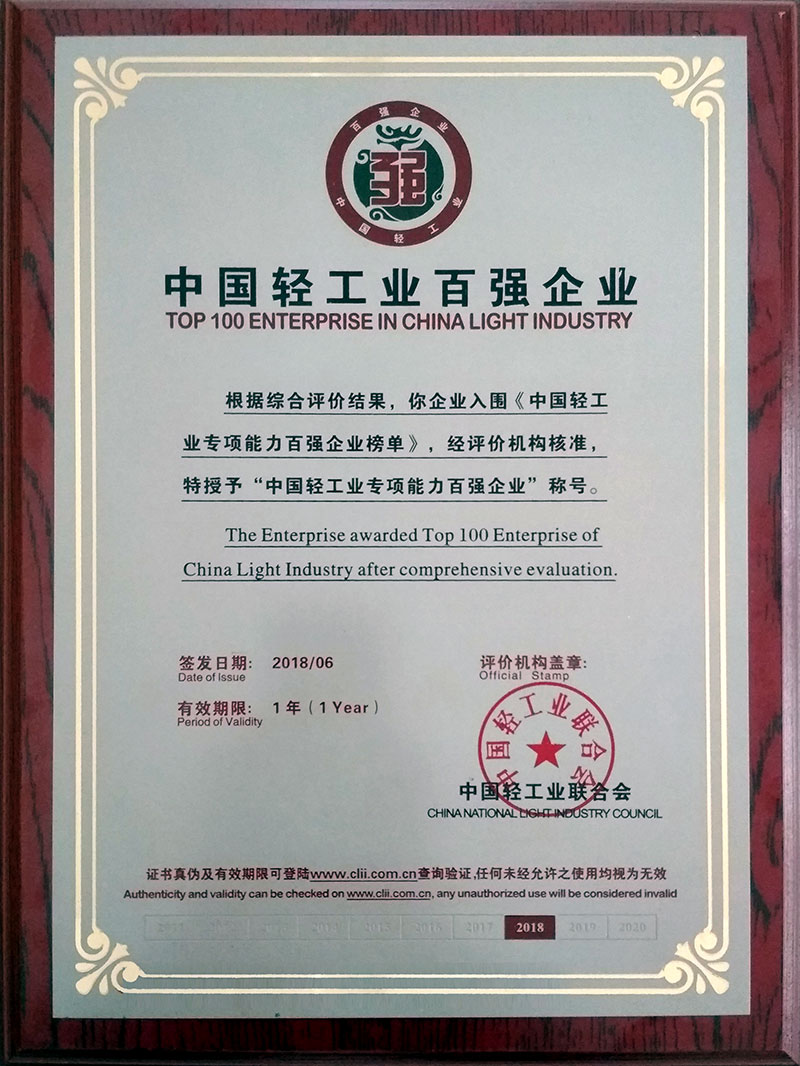 百强企业
强
中国轻工业
中国轻工业百强企业
TOP 100 ENTERPRISE IN CHINA LIGHT INDUSTRY
根据综合评价结果，你企业入围《中国轻工
业专项能力百强企业榜单》，经评价机构核准，
特授予“中国轻工业专项能力百强企业”称号。
The Enterprise awarded Top 100 Enterprise of
China Light Industry after comprehensive evaluation.
签发日期： 2018/06
Date of Issue
有效期限： 1 年（1 Year）
Period of Validity
评价机构盖章：
Official Stamp
中国轻工业联合会
中国轻工业联合会
CHINA NATIONAL LIGHT INDUSTRY COUNCIL
证书真伪及有效期限可登陆www.clii.com.cn查询验证,任何未经允许之使用均视为无效
Authenticity and validity can be checked on www.clii.com.cn, any unauthorized use will be considered invalid
2011 2012 2013 2014 2015 2016 2017 2018 2019 2020